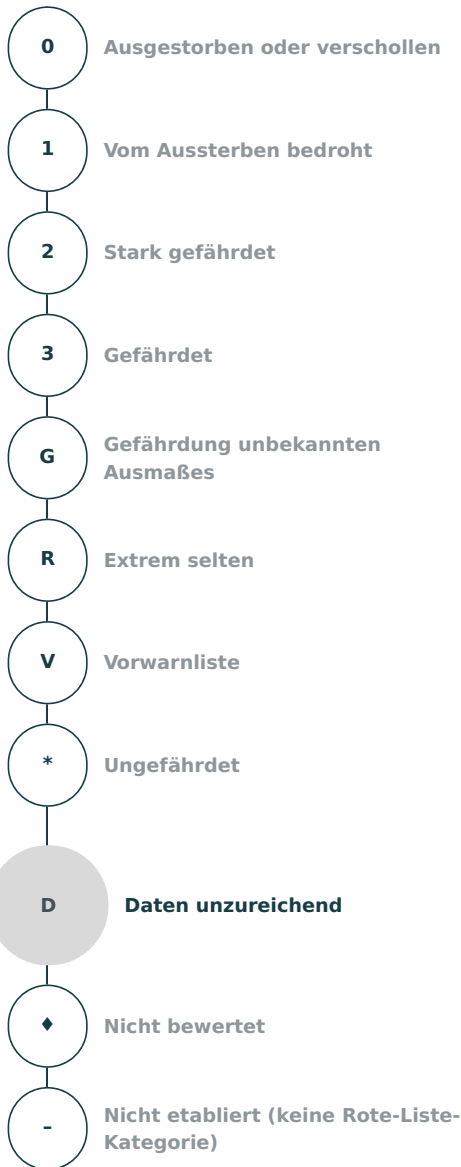 0 Ausgestorben oder verschollen
1 Vom Aussterben bedroht
2 Stark gefährdet
3 Gefährdet
G Gefährdung unbekannten
Ausmaßes
R Extrem selten
V Vorwarnliste
* Ungefährdet
D Daten unzureichend
♦ Nicht bewertet
– Nicht etabliert (keine Rote-Liste-
Kategorie)